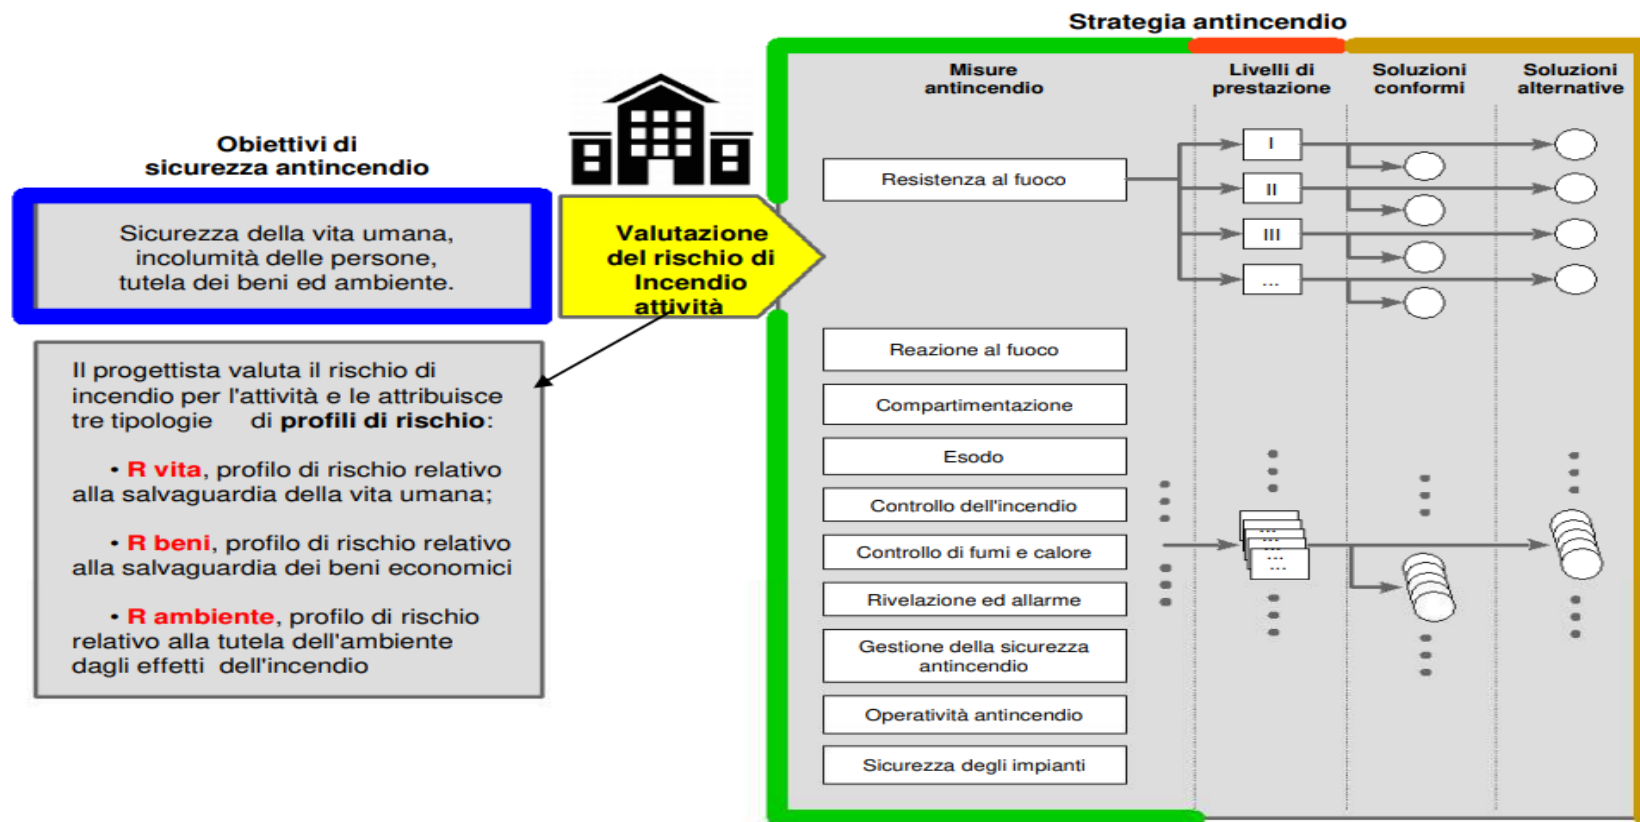 Strategia antincendio
Obiettivi di
sicurezza antincendio
Sicurezza della vita umana,
incolumità delle persone,
tutela dei beni ed ambiente.
Valutazione
del rischio di
Incendio
attività
Il progettista valuta il rischio di
incendio per l'attività e le attribuisce
tre tipologie di profili di rischio:
• R vita, profilo di rischio relativo
alla salvaguardia della vita umana;
• R beni, profilo di rischio relativo
alla salvaguardia dei beni economici
• R ambiente, profilo di rischio
relativo alla tutela dell'ambiente
dagli effetti dell'incendio
Misure
antincendio
Livelli di
prestazione
Soluzioni
conformi
Soluzioni
alternative
Resistenza al fuoco
I
II
III
...
Reazione al fuoco
Compartimentazione
Esodo
Controllo dell'incendio
Controllo di fumi e calore
Rivelazione ed allarme
Gestione della sicurezza
antincendio
Operatività antincendio
Sicurezza degli impianti
...
...
...
...
...